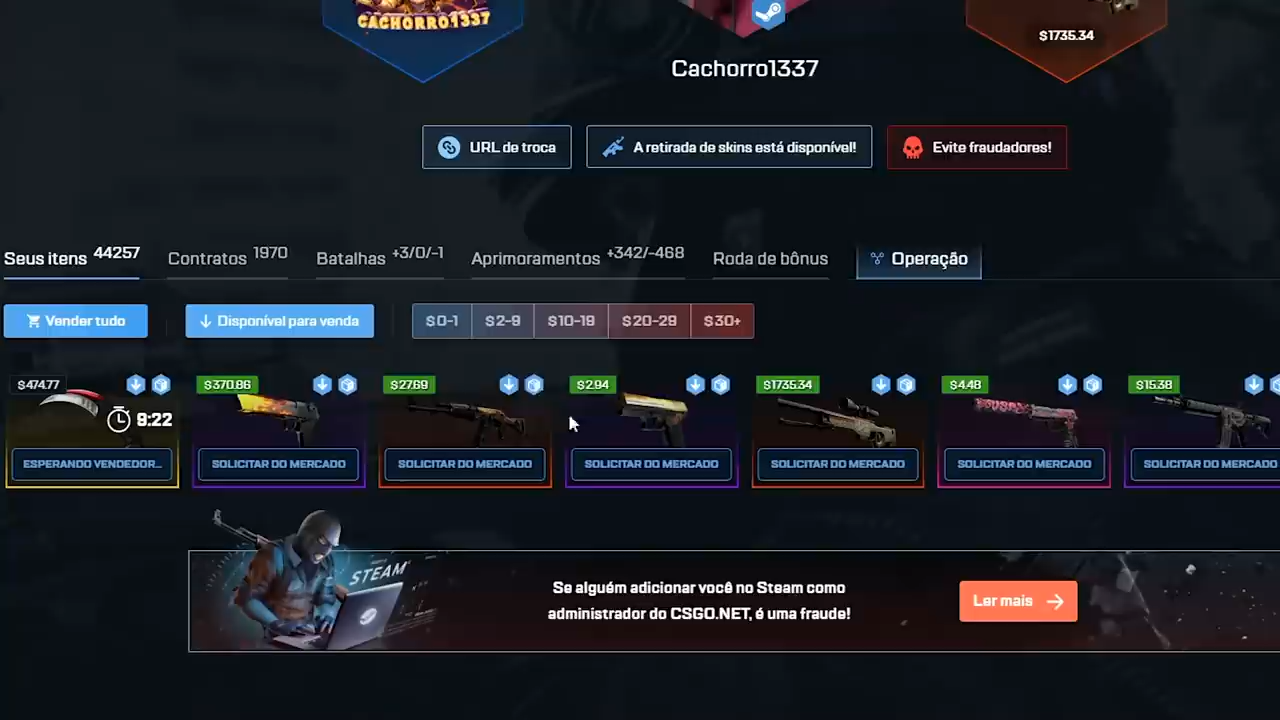 CACHORRO1337
$1735.34
Cachorro1337
URL de troca
A retirada de skins está disponível!
Evite fraudadores!
Seus itens 44257
Contratos 1970
Batalhas +3/0/-1
Aprimoramentos +342/-468
Roda de bônus
Operação
Vender tudo
Disponível para venda
$0-1
$2-9
$10-19
$20-29
$30+
$474.77
$370.86
$27.69
$2.94
$1735.34
$4.48
$15.38
9:22
ESPERANDO VENDEDOR...
SOLICITAR DO MERCADO
SOLICITAR DO MERCADO
SOLICITAR DO MERCADO
SOLICITAR DO MERCADO
SOLICITAR DO MERCADO
SOLICITAR DO MERCADO
STEAM
Se alguém adicionar você no Steam como
administrador do CSGO.NET, é uma fraude!
Ler mais